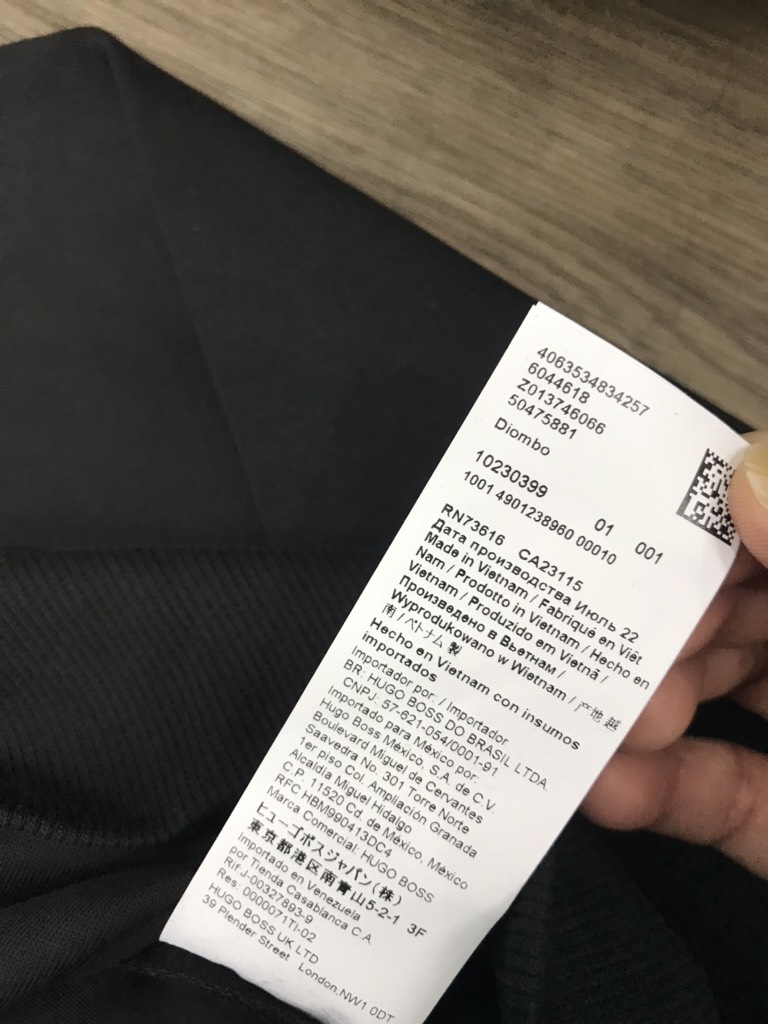 4063534834257
6044618
Z013746066
50475881
Diombo
10230399 01 001
1001 4901238960 00010
RN73616 CA23115
Дата производства Июль 22
Made in Vietnam / Fabriqué en Viêt
Nam / Prodotto in Vietnam / Hecho en
Vietnam / Produzido em Vietnã /
Произведено в Вьетнам /
Wyprodukowano w Wietnam / 产地 越
南 / ベトナム 製
Hecho en Vietnam con insumos
importados
Importador por: / Importador
BR: HUGO BOSS DO BRASIL LTDA.
CNPJ: 57-621-054/0001-91
Importado para México por:
Hugo Boss México, S.A. de C.V.
Boulevard Miguel de Cervantes
Saavedra No. 301 Torre Norte
1er piso Col. Ampliación Granada
Alcaldía Miguel Hidalgo
C.P. 11520 Cd. de México, México
RFC HBM990413DC4
Marca Comercial: HUGO BOSS
ヒューゴボスジャパン(株)
東京都港区南青山5-2-1 3F
Importado en Venezuela
por Tienda Casablanca C.A.
Rif.J-00327893-9
Res: 0000071TI-02
HUGO BOSS UK LTD
39 Plender Street London,NW1 0DT